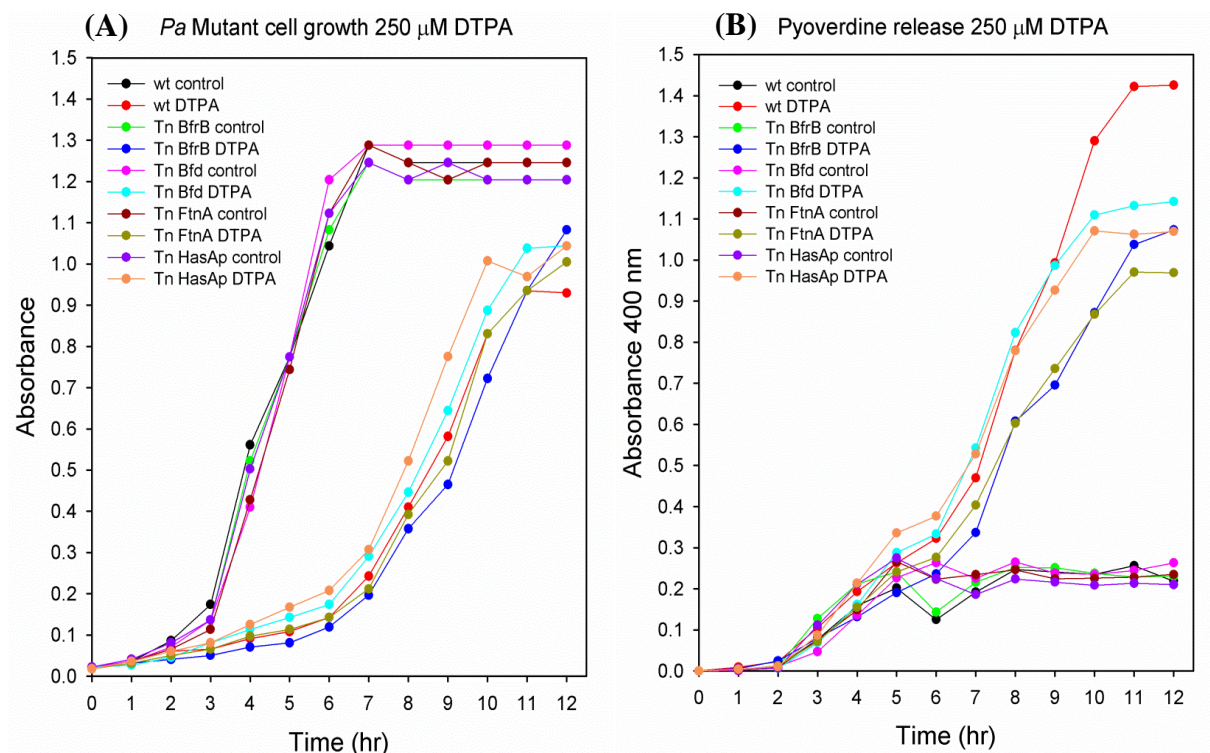 (A) Pa Mutant cell growth 250 μM DTPA
1.5
1.4
1.3
1.2
1.1
1.0
0.9
0.8
0.7
0.6
0.5
0.4
0.3
0.2
0.1
0.0
Absorbance
wt control
wt DTPA
Tn BfrB control
Tn BfrB DTPA
Tn Bfd control
Tn Bfd DTPA
Tn FtnA control
Tn FtnA DTPA
Tn HasAp control
Tn HasAp DTPA
0 1 2 3 4 5 6 7 8 9 10 11 12
Time (hr)
(B) Pyoverdine release 250 μM DTPA
1.5
1.4
1.3
1.2
1.1
1.0
0.9
0.8
0.7
0.6
0.5
0.4
0.3
0.2
0.1
0.0
Absorbance 400 nm
wt control
wt DTPA
Tn BfrB control
Tn BfrB DTPA
Tn Bfd control
Tn Bfd DTPA
Tn FtnA control
Tn FtnA DTPA
Tn HasAp control
Tn HasAp DTPA
0 1 2 3 4 5 6 7 8 9 10 11 12
Time (hr)